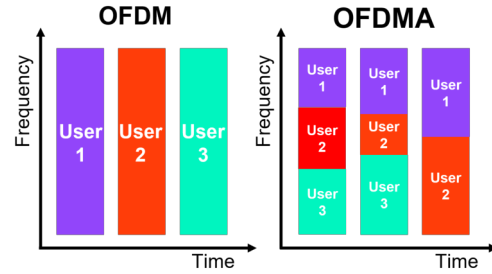 OFDM
Frequency
User
1
User
2
User
3
Time
OFDMA
Frequency
User
1
User
2
User
3
User
1
User
2
User
3
User
1
User
2
Time